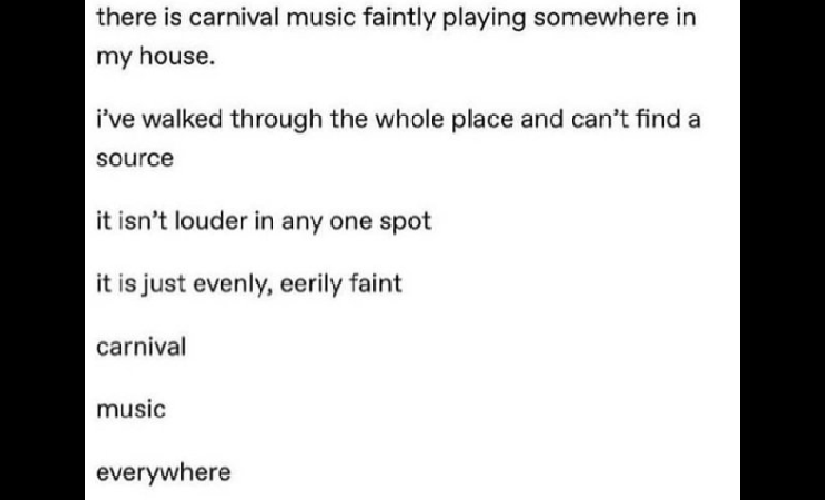 there is carnival music faintly playing somewhere in
my house.
i’ve walked through the whole place and can’t find a
source
it isn’t louder in any one spot
it is just evenly, eerily faint
carnival
music
everywhere